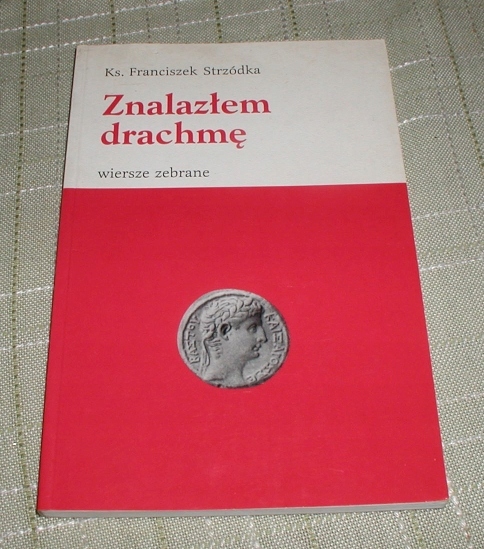 Ks. Franciszek Strzódka
Znalazłem
drachmę
wiersze zebrane